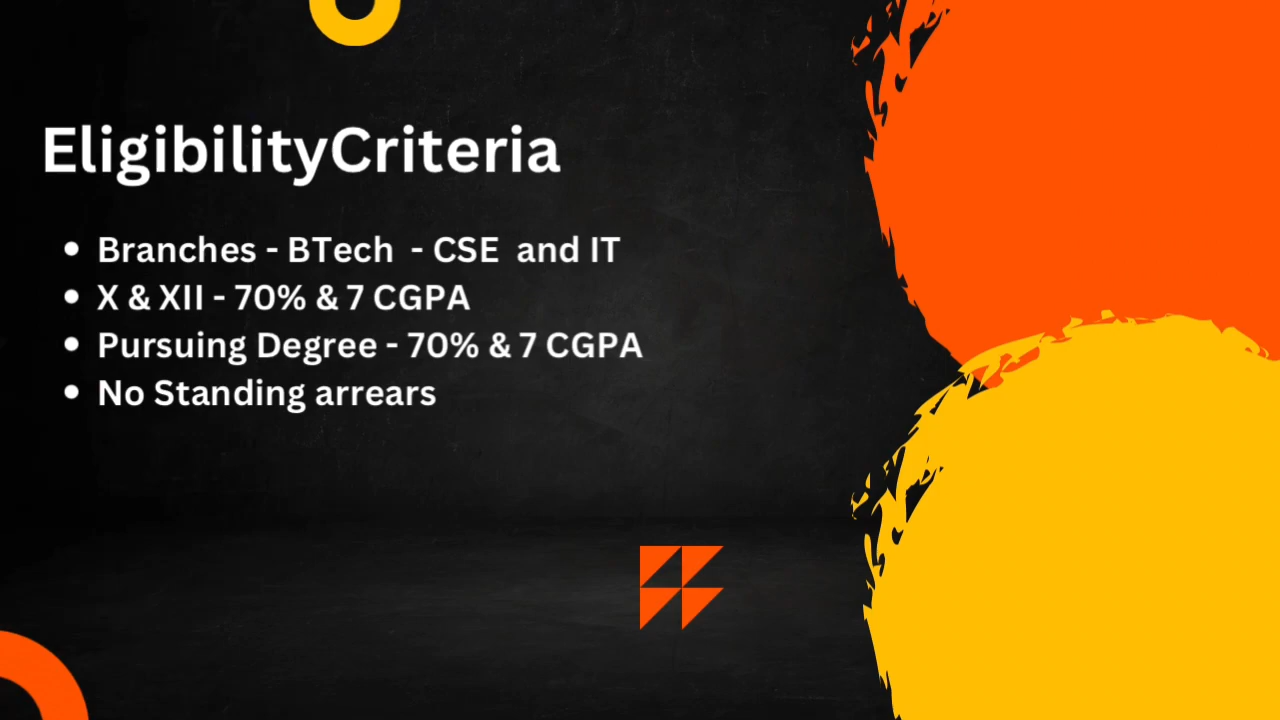 EligibilityCriteria
• Branches - BTech - CSE and IT
• X & XII - 70% & 7 CGPA
• Pursuing Degree - 70% & 7 CGPA
• No Standing arrears